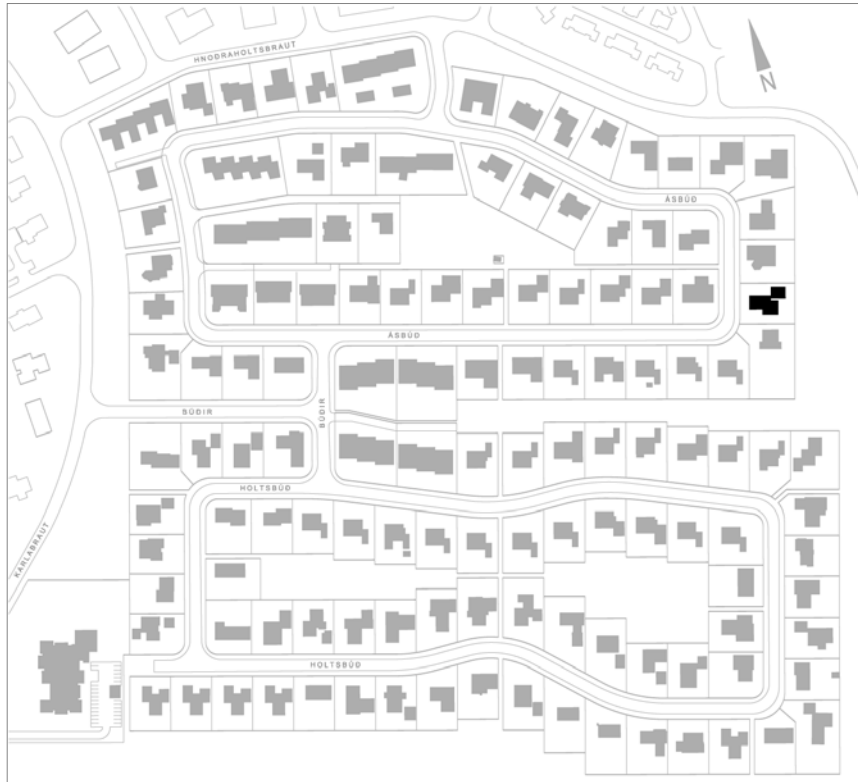 HNOÐRAHOLTSBRAUT
N
ÁSBÚÐ
ÁSBÚÐ
BÚÐIR
BÚÐIR
HOLTSBÚÐ
KARLABRAUT
HOLTSBÚÐ